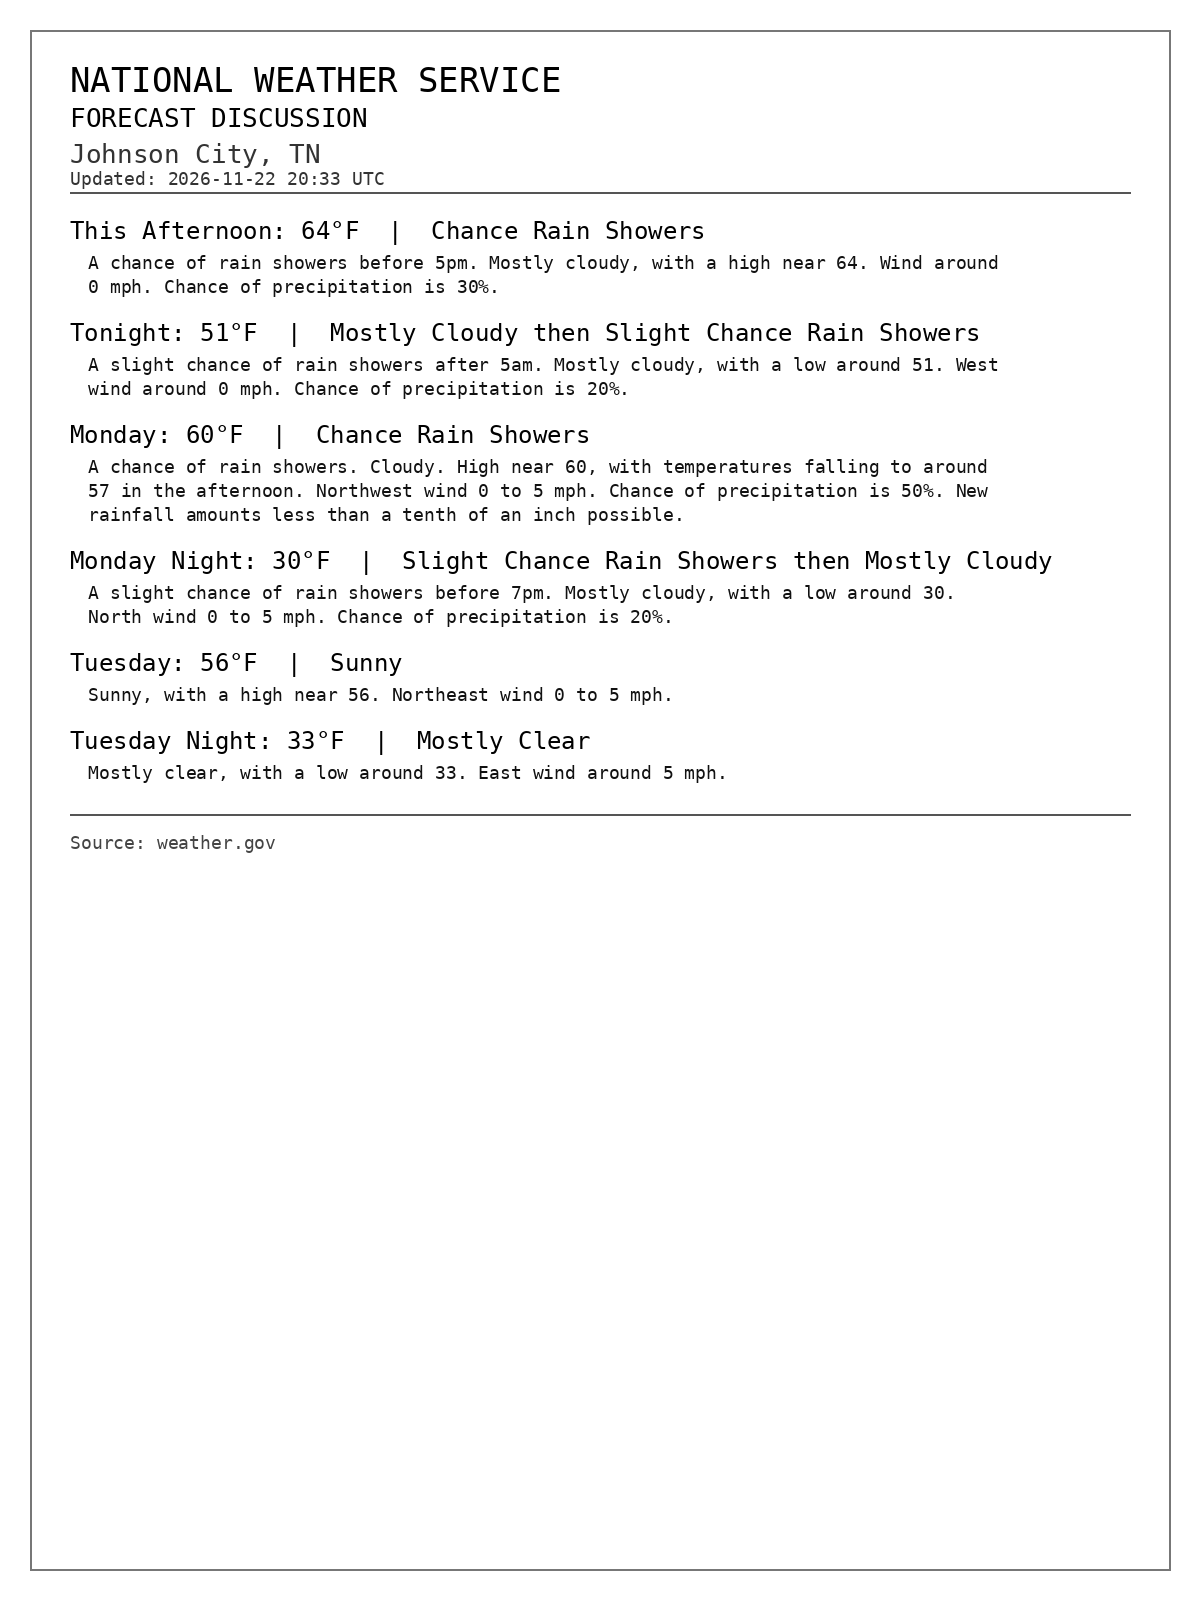 NATIONAL WEATHER SERVICE
FORECAST DISCUSSION
Johnson City, TN
Updated: 2026-11-22 20:33 UTC
This Afternoon: 64°F | Chance Rain Showers
A chance of rain showers before 5pm. Mostly cloudy, with a high near 64. Wind around
0 mph. Chance of precipitation is 30%.
Tonight: 51°F | Mostly Cloudy then Slight Chance Rain Showers
A slight chance of rain showers after 5am. Mostly cloudy, with a low around 51. West
wind around 0 mph. Chance of precipitation is 20%.
Monday: 60°F | Chance Rain Showers
A chance of rain showers. Cloudy. High near 60, with temperatures falling to around
57 in the afternoon. Northwest wind 0 to 5 mph. Chance of precipitation is 50%. New
rainfall amounts less than a tenth of an inch possible.
Monday Night: 30°F | Slight Chance Rain Showers then Mostly Cloudy
A slight chance of rain showers before 7pm. Mostly cloudy, with a low around 30.
North wind 0 to 5 mph. Chance of precipitation is 20%.
Tuesday: 56°F | Sunny
Sunny, with a high near 56. Northeast wind 0 to 5 mph.
Tuesday Night: 33°F | Mostly Clear
Mostly clear, with a low around 33. East wind around 5 mph.
Source: weather.gov